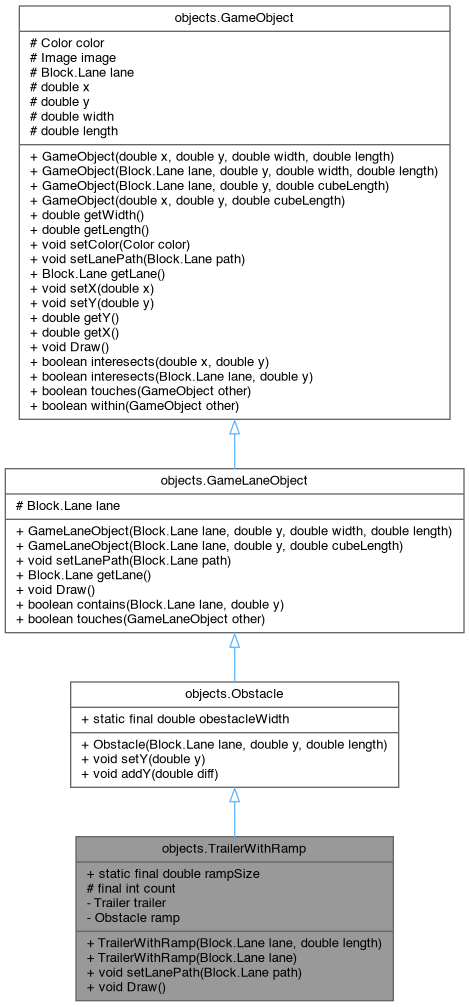 objects.GameObject
# Color color
# Image image
# Block.Lane lane
# double x
# double y
# double width
# double length
+ GameObject(double x, double y, double width, double length)
+ GameObject(Block.Lane lane, double y, double width, double length)
+ GameObject(Block.Lane lane, double y, double cubeLength)
+ GameObject(double x, double y, double cubeLength)
+ double getWidth()
+ double getLength()
+ void setColor(Color color)
+ void setLanePath(Block.Lane path)
+ Block.Lane getLane()
+ void setX(double x)
+ void setY(double y)
+ double getY()
+ double getX()
+ void Draw()
+ boolean interesects(double x, double y)
+ boolean interesects(Block.Lane lane, double y)
+ boolean touches(GameObject other)
+ boolean within(GameObject other)
objects.GameLaneObject
# Block.Lane lane
+ GameLaneObject(Block.Lane lane, double y, double width, double length)
+ GameLaneObject(Block.Lane lane, double y, double cubeLength)
+ void setLanePath(Block.Lane path)
+ Block.Lane getLane()
+ void Draw()
+ boolean contains(Block.Lane lane, double y)
+ boolean touches(GameLaneObject other)
objects.Obstacle
+ static final double obestacleWidth
+ Obstacle(Block.Lane lane, double y, double length)
+ void setY(double y)
+ void addY(double diff)
objects.TrailerWithRamp
+ static final double rampSize
# final int count
- Trailer trailer
- Obstacle ramp
+ TrailerWithRamp(Block.Lane lane, double length)
+ TrailerWithRamp(Block.Lane lane)
+ void setLanePath(Block.Lane path)
+ void Draw()